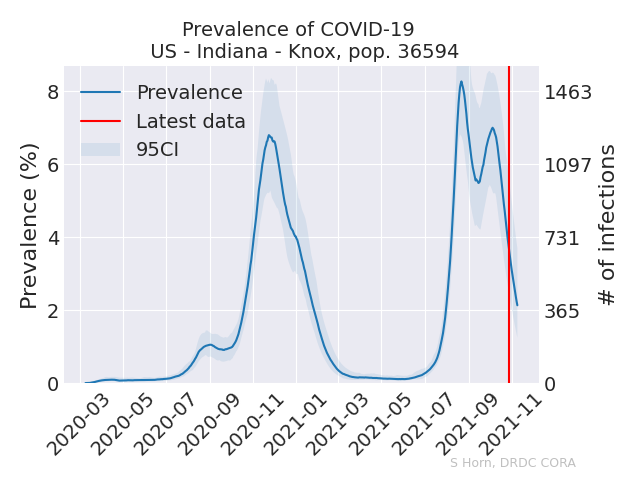 Prevalence of COVID-19
US - Indiana - Knox, pop. 36594
Prevalence
Latest data
95CI
Prevalence (%)
8
6
4
2
0
# of infections
1463
1097
731
365
0
2020-03
2020-05
2020-07
2020-09
2020-11
2021-01
2021-03
2021-05
2021-07
2021-09
2021-11
S Horn, DRDC CORA